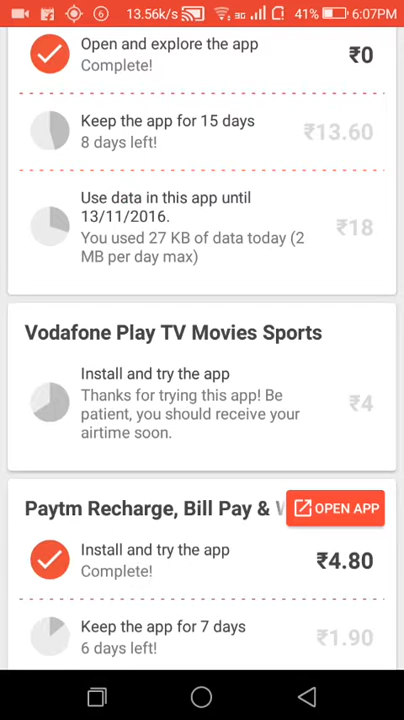 6 13.56k/s 3G 41% 6:07PM
Open and explore the app
Complete!
₹0
Keep the app for 15 days
8 days left!
₹13.60
Use data in this app until
13/11/2016.
You used 27 KB of data today (2
MB per day max)
₹18
Vodafone Play TV Movies Sports
Install and try the app
Thanks for trying this app! Be
patient, you should receive your
airtime soon.
₹4
Paytm Recharge, Bill Pay &
OPEN APP
Install and try the app
Complete!
₹4.80
Keep the app for 7 days
6 days left!
₹1.90